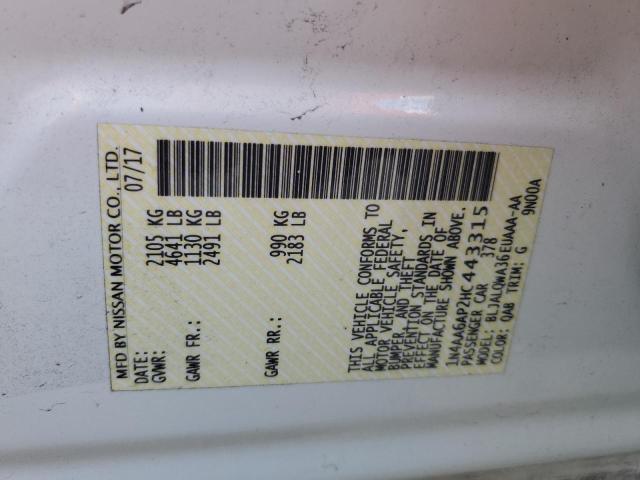 MFD BY NISSAN MOTOR CO., LTD.
DATE: 07/17
GVWR: 2105 KG
4641 LB
GAWR FR.: 1130 KG
2491 LB
GAWR RR: 990 KG
2183 LB
THIS VEHICLE CONFORMS TO
ALL APPLICABLE FEDERAL
MOTOR VEHICLE SAFETY,
BUMPER, AND THEFT
PREVENTION STANDARDS IN
EFFECT ON THE DATE OF
MANUFACTURE SHOWN ABOVE.
1N4AA6AP2HC443315
PASSENGER CAR 378
MODEL: BLJALQWA36EUAAA-AA
COLOR: QAB TRIM: G 9N00A